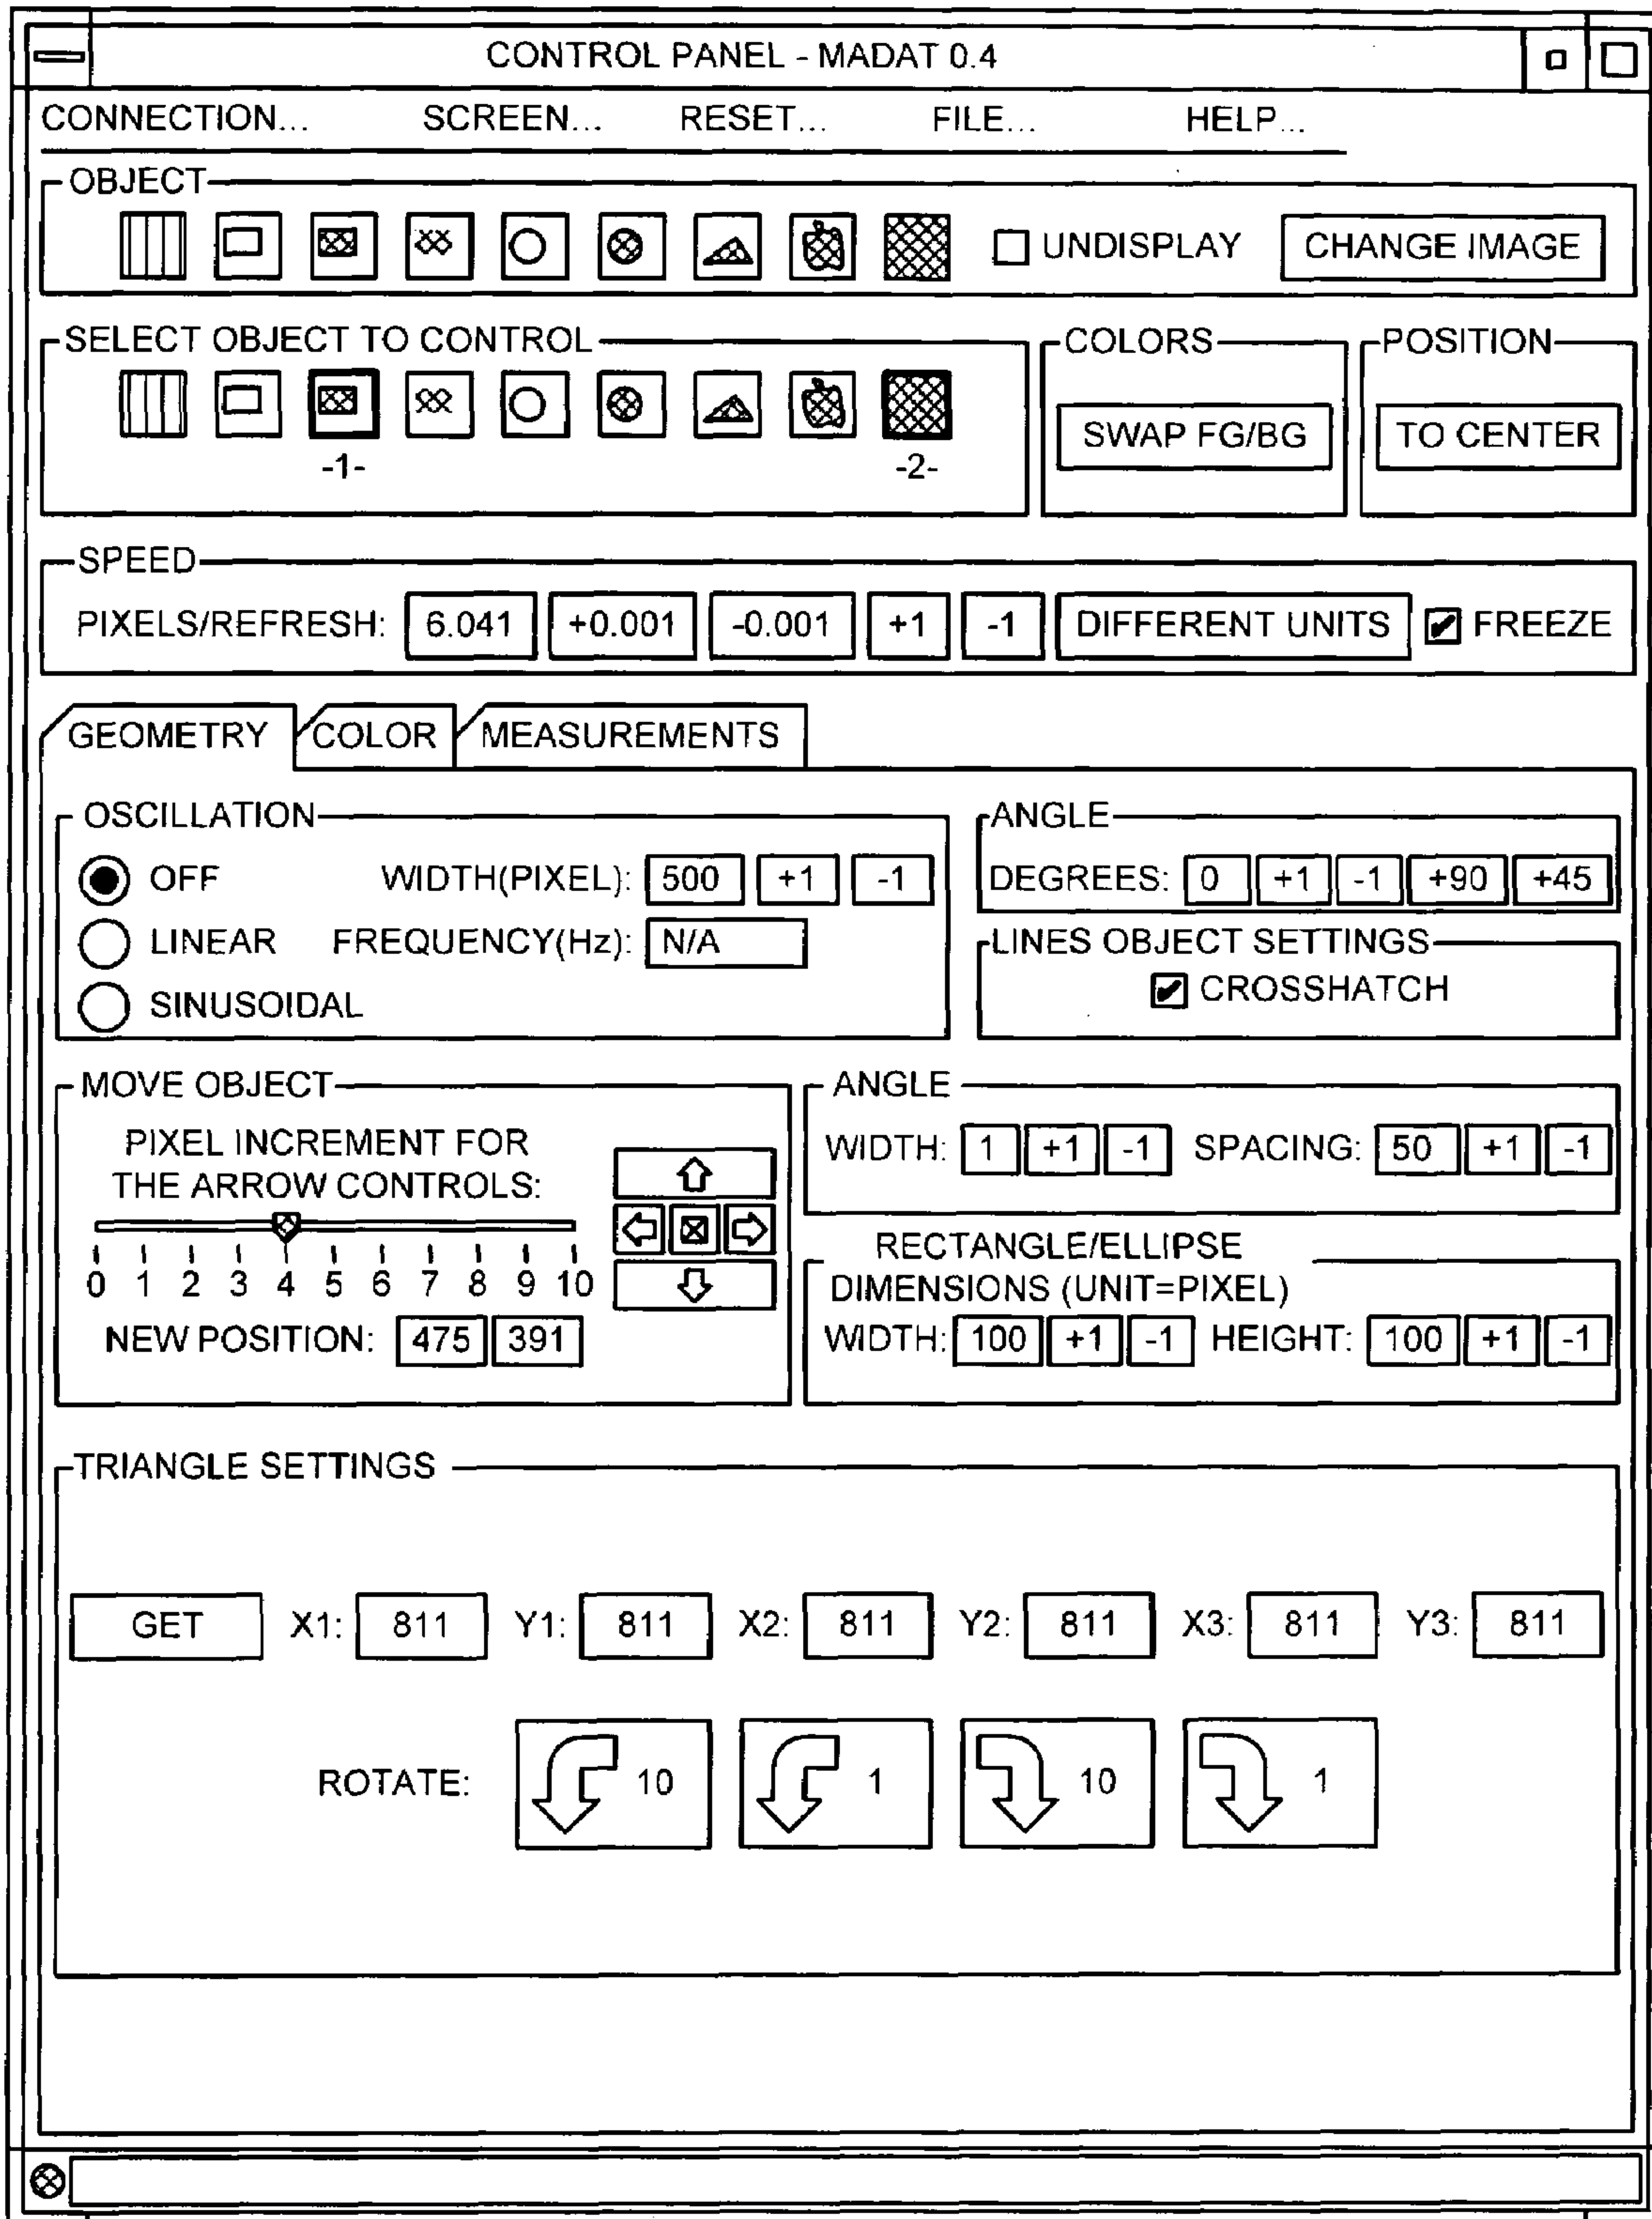 CONTROL PANEL - MADAT 0.4
CONNECTION... SCREEN... RESET... FILE... HELP...
OBJECT
UNDISPLAY CHANGE IMAGE
SELECT OBJECT TO CONTROL COLORS POSITION
SWAP FG/BG TO CENTER
-1- -2-
SPEED
PIXELS/REFRESH: 6.041 +0.001 -0.001 +1 -1 DIFFERENT UNITS FREEZE
GEOMETRY COLOR MEASUREMENTS
OSCILLATION ANGLE
OFF WIDTH(PIXEL): 500 +1 -1 DEGREES: 0 +1 -1 +90 +45
LINEAR FREQUENCY(Hz): N/A LINES OBJECT SETTINGS
SINUSOIDAL CROSSHATCH
MOVE OBJECT ANGLE
PIXEL INCREMENT FOR
THE ARROW CONTROLS:
WIDTH: 1 +1 -1 SPACING: 50 +1 -1
0 1 2 3 4 5 6 7 8 9 10
RECTANGLE/ELLIPSE
DIMENSIONS (UNIT=PIXEL)
NEW POSITION: 475 391 WIDTH: 100 +1 -1 HEIGHT: 100 +1 -1
TRIANGLE SETTINGS
GET X1: 811 Y1: 811 X2: 811 Y2: 811 X3: 811 Y3: 811
ROTATE: 10 1 10 1